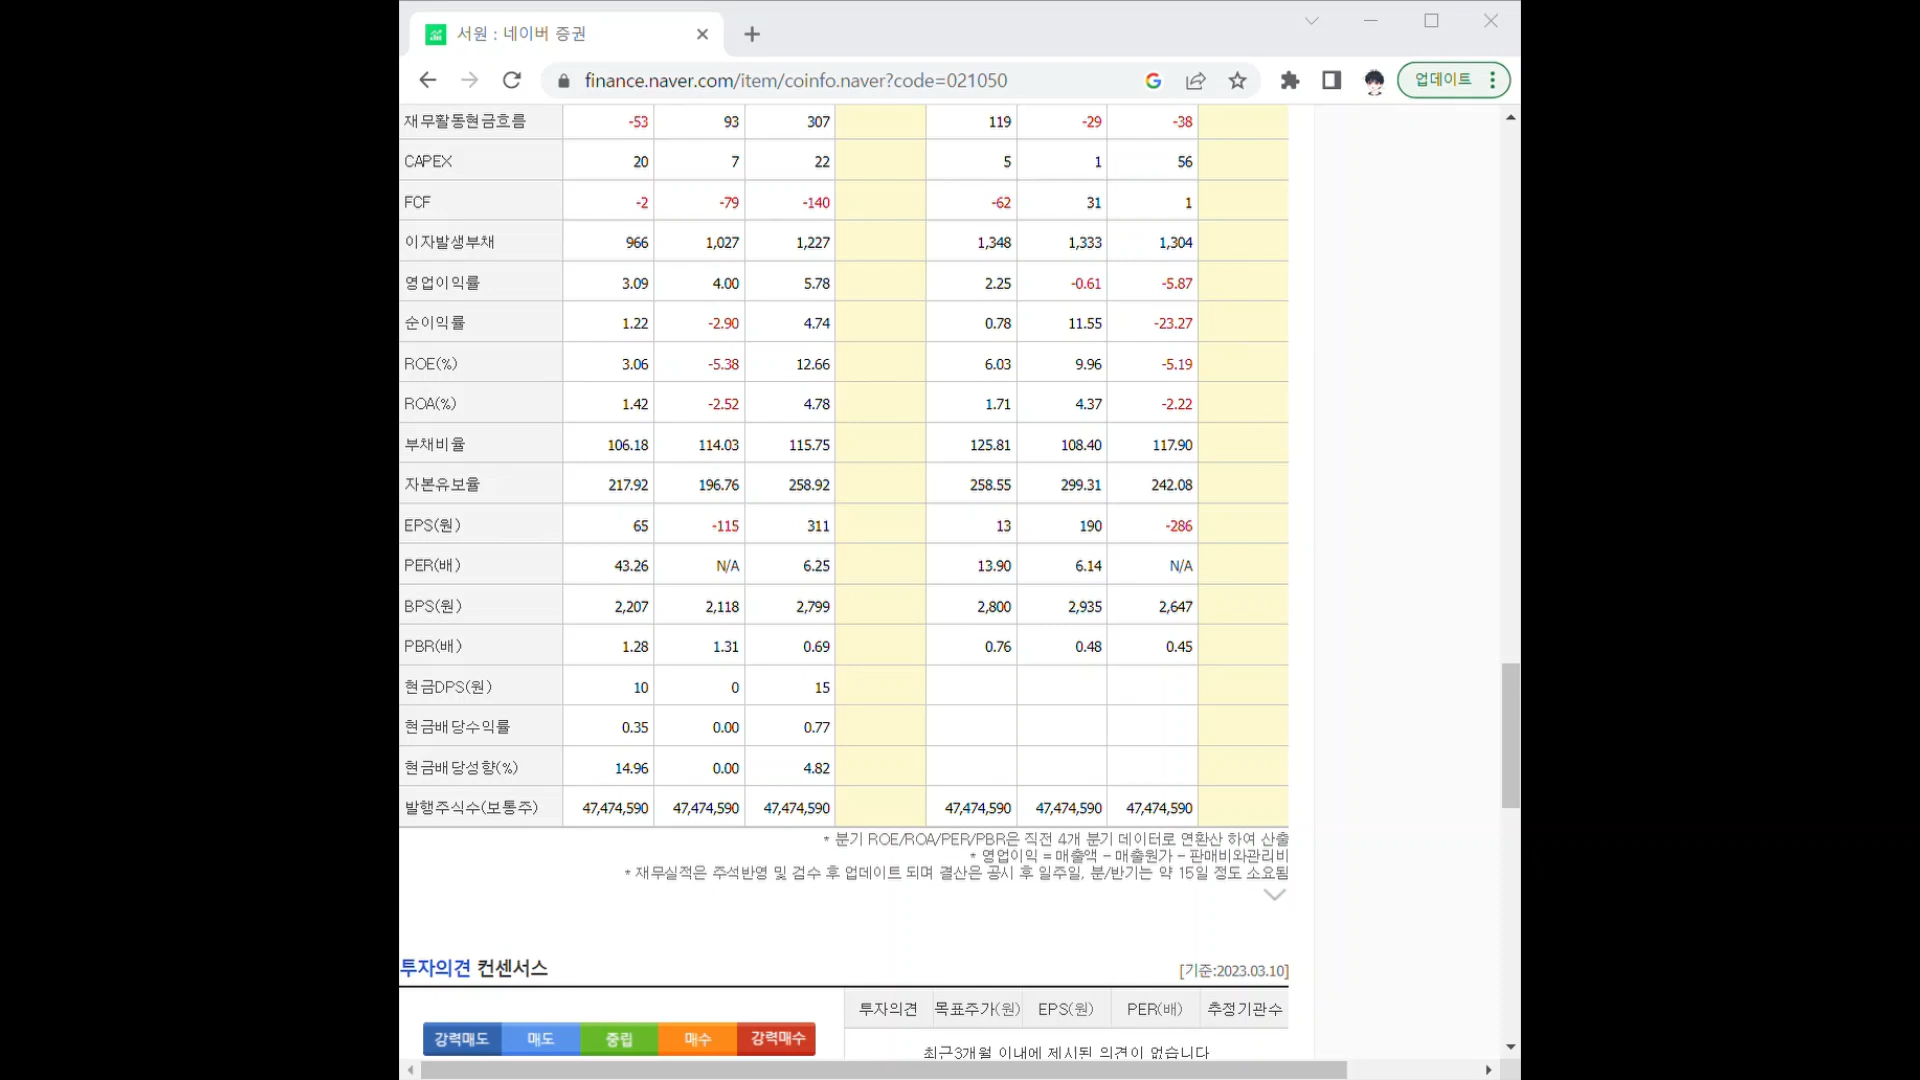 서원 : 네이버 증권
finance.naver.com/item/coinfo.naver?code=021050
업데이트
재무활동현금흐름 -53 93 307 119 -29 -38
CAPEX 20 7 22 5 1 56
FCF -2 -79 -140 -62 31 1
이자발생부채 966 1,027 1,227 1,348 1,333 1,304
영업이익률 3.09 4.00 5.78 2.25 -0.61 -5.87
순이익률 1.22 -2.90 4.74 0.78 11.55 -23.27
ROE(%) 3.06 -5.38 12.66 6.03 9.96 -5.19
ROA(%) 1.42 -2.52 4.78 1.71 4.37 -2.22
부채비율 106.18 114.03 115.75 125.81 108.40 117.90
자본유보율 217.92 196.76 258.92 258.55 299.31 242.08
EPS(원) 65 -115 311 13 190 -286
PER(배) 43.26 N/A 6.25 13.90 6.14 N/A
BPS(원) 2,207 2,118 2,799 2,800 2,935 2,647
PBR(배) 1.28 1.31 0.69 0.76 0.48 0.45
현금DPS(원) 10 0 15
현금배당수익률 0.35 0.00 0.77
현금배당성향(%) 14.96 0.00 4.82
발행주식수(보통주) 47,474,590 47,474,590 47,474,590 47,474,590 47,474,590 47,474,590
* 분기 ROE/ROA/PER/PBR은 직전 4개 분기 데이터로 연환산 하여 산출
* 영업이익 = 매출액 - 매출원가 - 판매비와관리비
* 재무실적은 주석반영 및 검수 후 업데이트 되며 결산은 공시 후 일주일, 분/반기는 약 15일 정도 소요됨
투자의견 컨센서스 [기준:2023.03.10]
투자의견 목표주가(원) EPS(원) PER(배) 추정기관수
강력매도 매도 중립 매수 강력매수
최근3개월 이내에 제시된 의견이 없습니다